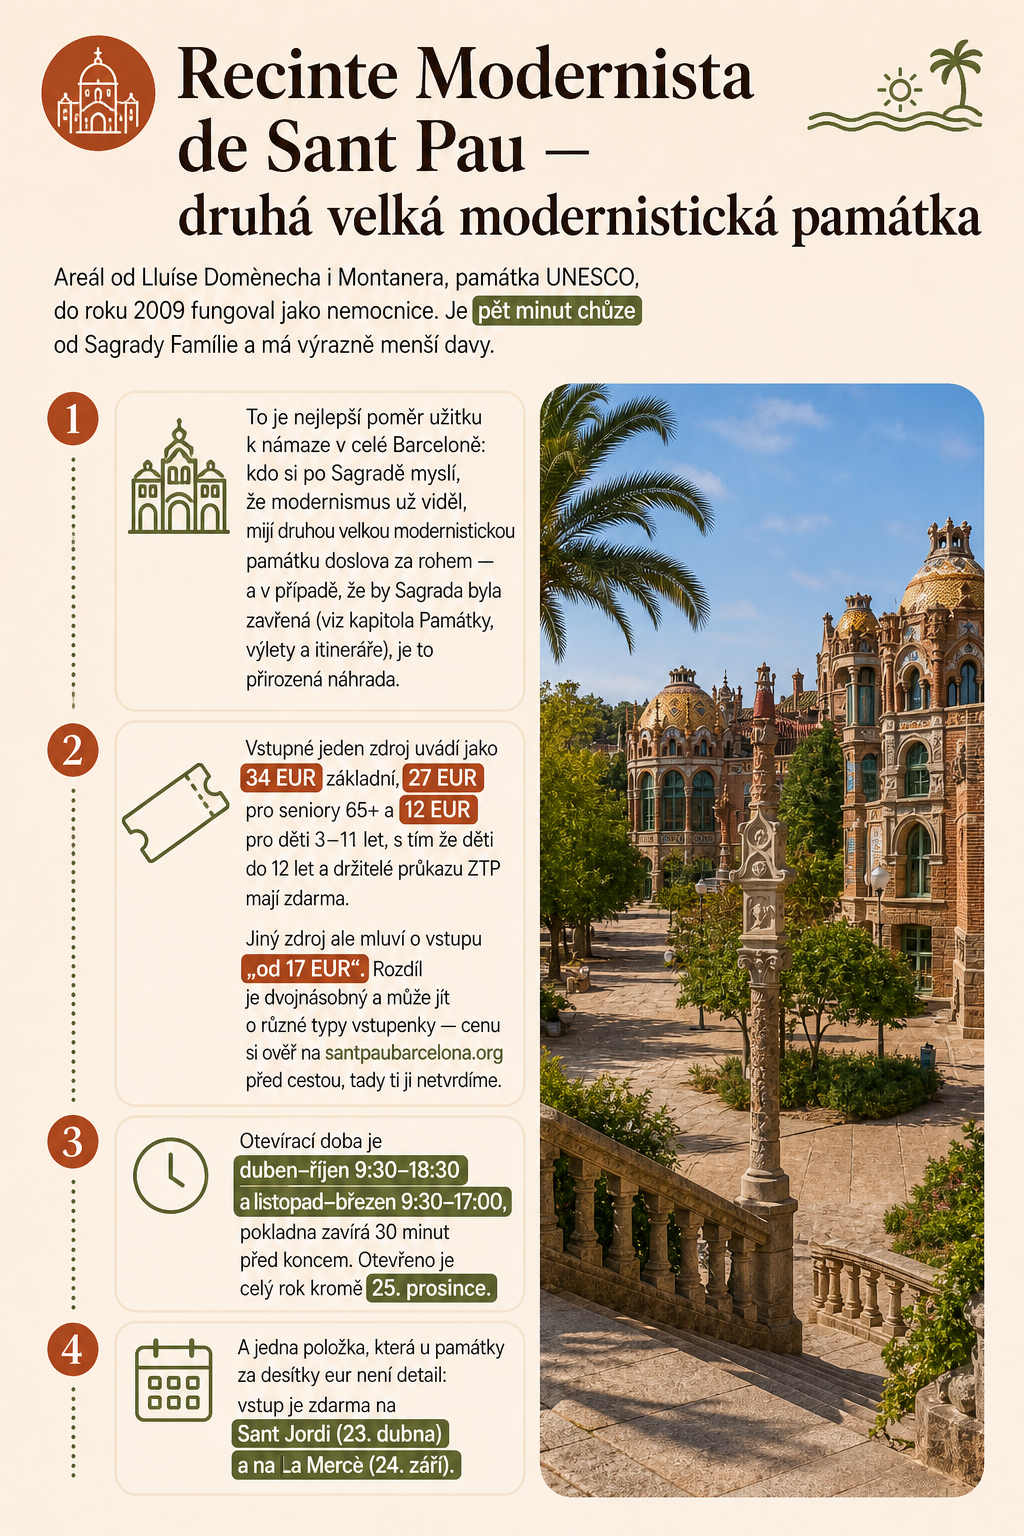 Recinte Modernista
de Sant Pau —
druhá velká modernistická památka
Areál od Lluíse Domènecha i Montanera, památka UNESCO,
do roku 2009 fungoval jako nemocnice. Je pět minut chůze
od Sagrady Famílie a má výrazně menší davy.
1
To je nejlepší poměr užitku
k námaze v celé Barceloně:
kdo si po Sagradě myslí,
že modernismus už viděl,
mijí druhou velkou modernistickou
památku doslova za rohem —
a v případě, že by Sagrada byla
zavřená (viz kapitola Památky,
výlety a itineráře), je to
přirozená náhrada.
2
Vstupné jeden zdroj uvádí jako
34 EUR základní, 27 EUR
pro seniory 65+ a 12 EUR
pro děti 3–11 let, s tím že děti
do 12 let a držitelé průkazu ZTP
mají zdarma.
Jiný zdroj ale mluví o vstupu
„od 17 EUR“. Rozdíl
je dvojnásobný a může jít
o různé typy vstupenky — cenu
si ověř na santpaubarcelona.org
před cestou, tady ti ji netvrdíme.
3
Otevírací doba je
duben–říjen 9:30–18:30
a listopad–březen 9:30–17:00,
pokladna zavírá 30 minut
před koncem. Otevřeno je
celý rok kromě 25. prosince.
4
A jedna položka, která u památky
za desítky eur není detail:
vstup je zdarma na
Sant Jordi (23. dubna)
a na La Mercè (24. září).